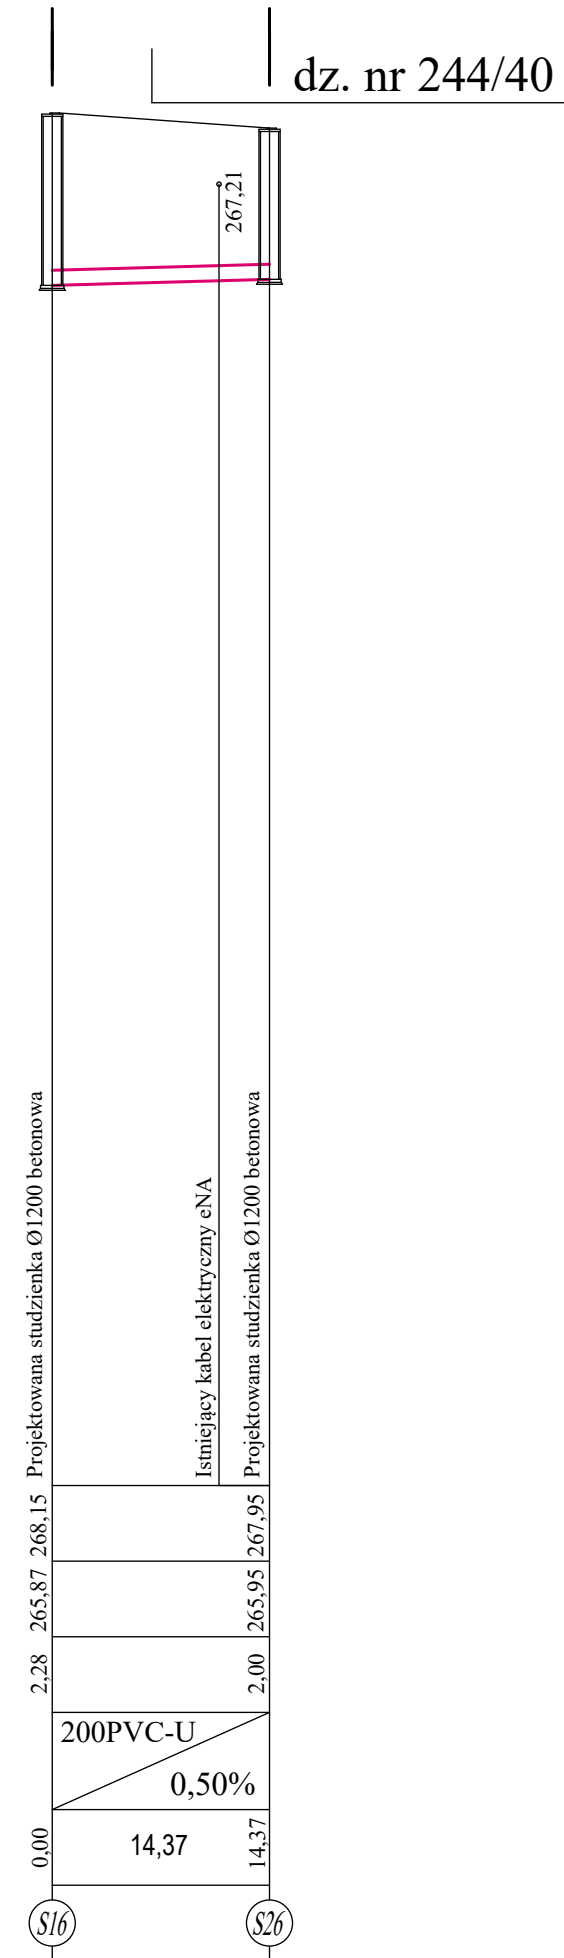 dz. nr 244/40
267,21
Projektowana studzienka Ø1200 betonowa
Istniejący kabel elektryczny eNA
Projektowana studzienka Ø1200 betonowa
268,15
267,95
265,87
265,95
2,28
2,00
200PVC-U
0,50%
0,00
14,37
14,37
S16
S26